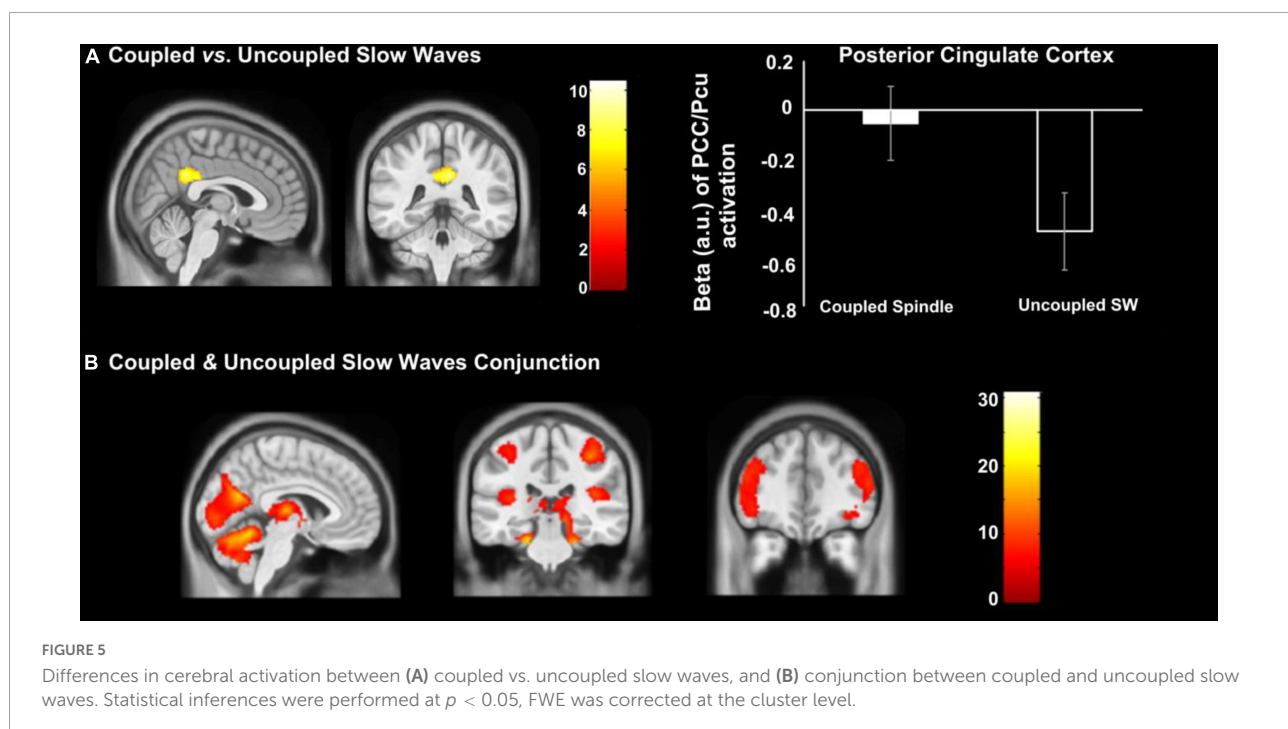 A Coupled vs. Uncoupled Slow Waves
10
8
6
4
2
0
Posterior Cingulate Cortex
Beta (a.u.) of PCC/Pcu
activation
0.2
0
-0.2
-0.4
-0.6
-0.8
Coupled Spindle
Uncoupled SW
B Coupled & Uncoupled Slow Waves Conjunction
30
20
10
0
FIGURE 5
Differences in cerebral activation between (A) coupled vs. uncoupled slow waves, and (B) conjunction between coupled and uncoupled slow
waves. Statistical inferences were performed at p < 0.05, FWE was corrected at the cluster level.